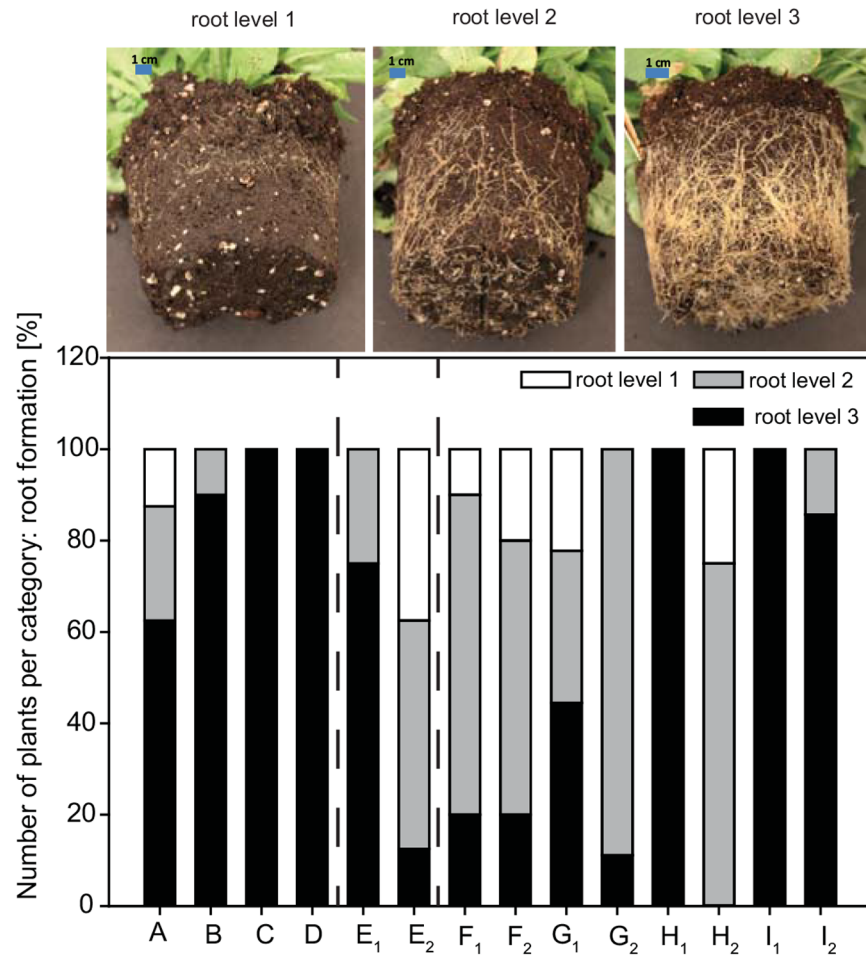 root level 1
root level 2
root level 3
1 cm
1 cm
1 cm
Number of plants per category: root formation [%]
120
100
80
60
40
20
0
root level 1
root level 2
root level 3
A B C D E₁ E₂ F₁ F₂ G₁ G₂ H₁ H₂ I₁ I₂